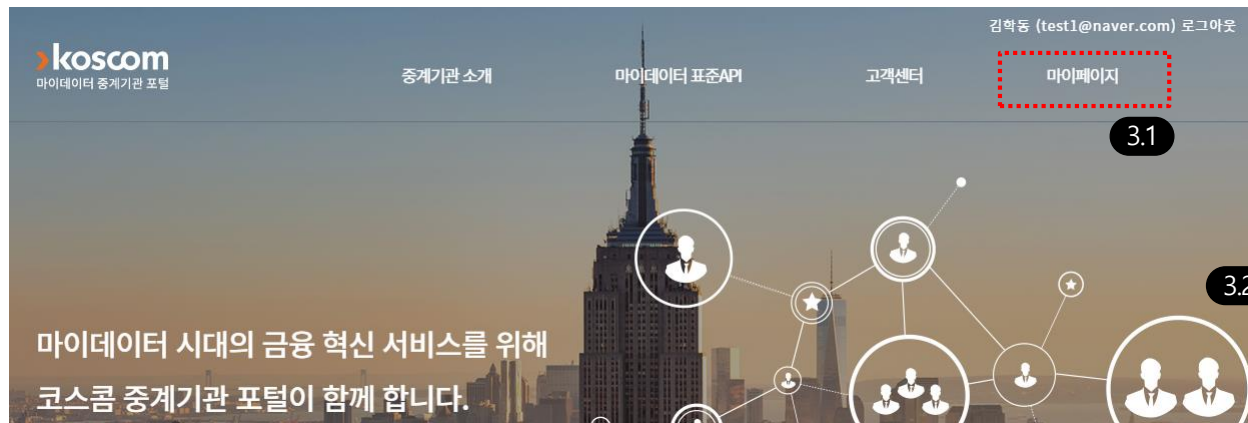 김학동 (test1@naver.com) 로그아웃
koscom
마이데이터 중계기관 포털
중계기관 소개
마이데이터 표준API
고객센터
마이페이지
3.1
3.2
마이데이터 시대의 금융 혁신 서비스를 위해
코스콤 중계기관 포털이 함께 합니다.